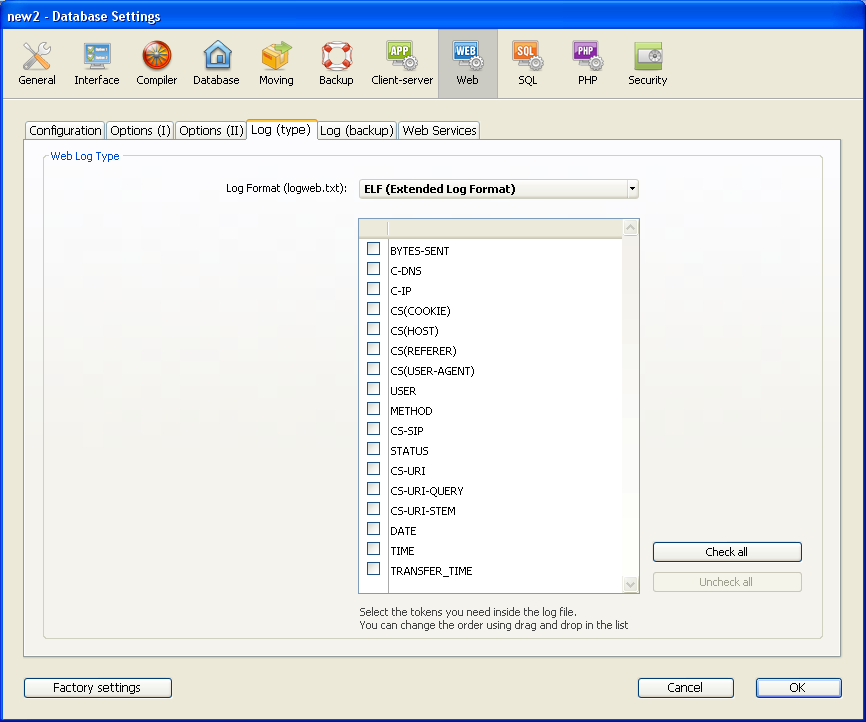 new2 - Database Settings
General Interface Compiler Database Moving Backup Client-server Web SQL PHP Security
APP WEB SQL PHP
Configuration Options (I) Options (II) Log (type) Log (backup) Web Services
Web Log Type
Log Format (logweb.txt): ELF (Extended Log Format)
BYTES-SENT
C-DNS
C-IP
CS(COOKIE)
CS(HOST)
CS(REFERER)
CS(USER-AGENT)
USER
METHOD
CS-SIP
STATUS
CS-URI
CS-URI-QUERY
CS-URI-STEM
DATE
TIME
TRANSFER_TIME
Check all
Uncheck all
Select the tokens you need inside the log file.
You can change the order using drag and drop in the list
Factory settings Cancel OK